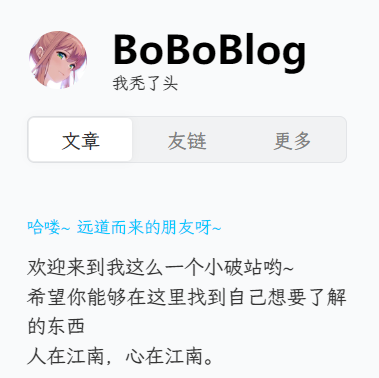 BoBoBlog
我秃了头
文章 友链 更多
哈喽~ 远道而来的朋友呀~
欢迎来到我这么一个小破站哟~
希望你能够在这里找到自己想要了解
的东西
人在江南，心在江南。